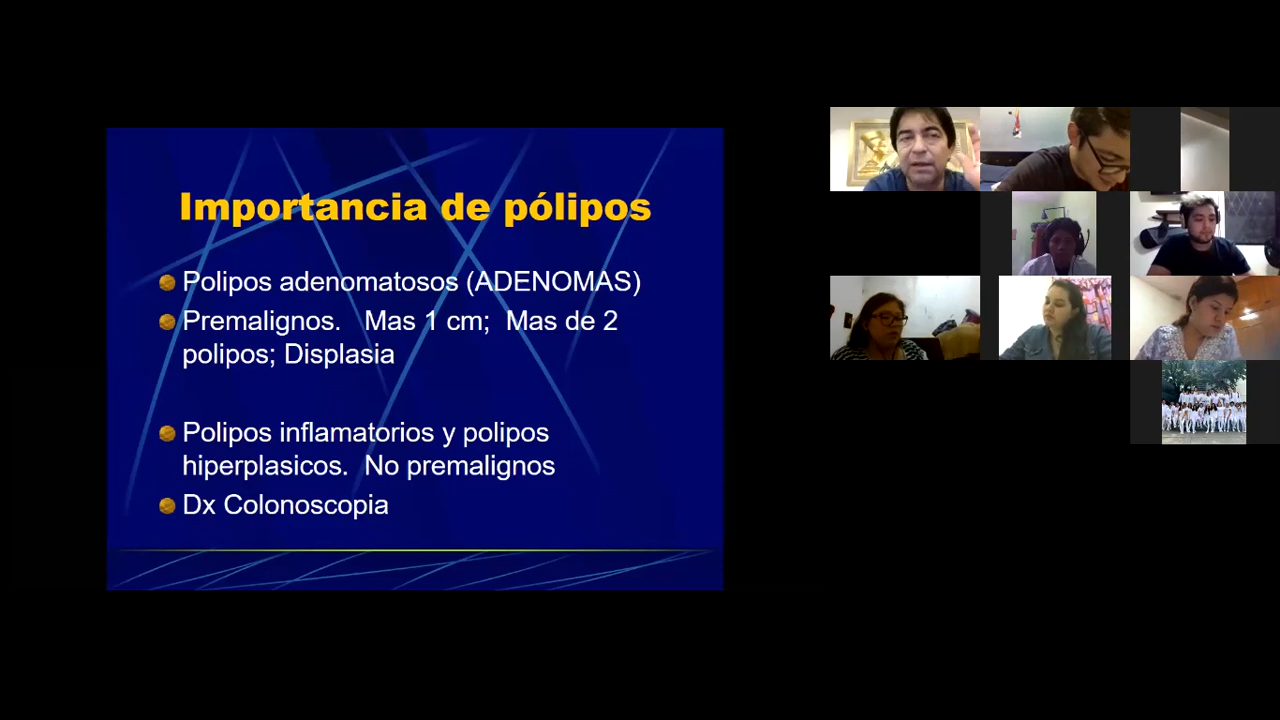 Importancia de pólipos
Polipos adenomatosos (ADENOMAS)
Premalignos. Mas 1 cm; Mas de 2
polipos; Displasia
Polipos inflamatorios y polipos
hiperplasicos. No premalignos
Dx Colonoscopia